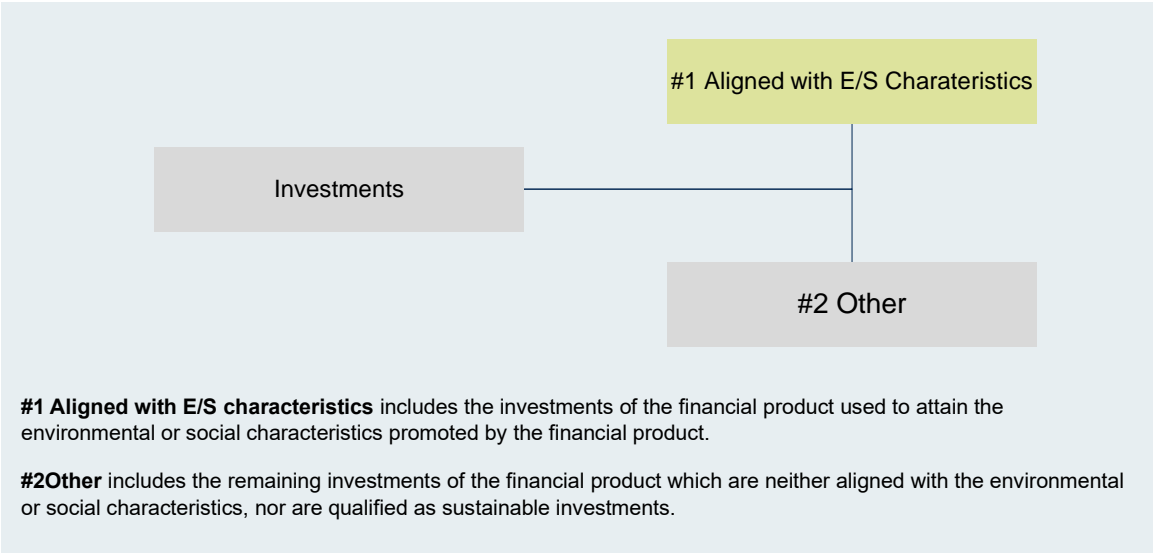 #1 Aligned with E/S Charateristics
Investments
#2 Other
#1 Aligned with E/S characteristics includes the investments of the financial product used to attain the
environmental or social characteristics promoted by the financial product.
#2Other includes the remaining investments of the financial product which are neither aligned with the environmental
or social characteristics, nor are qualified as sustainable investments.